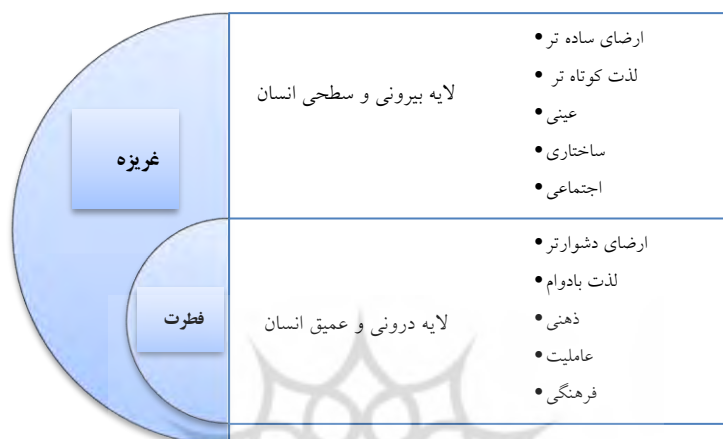 ارضای ساده تر
لذت کوتاه تر
عینی
ساختاری
اجتماعی
لایه بیرونی و سطحی انسان
غریزه
ارضای دشوارتر
لذت بادوام
ذهنی
عاملیت
فرهنگی
لایه درونی و عمیق انسان
فطرت